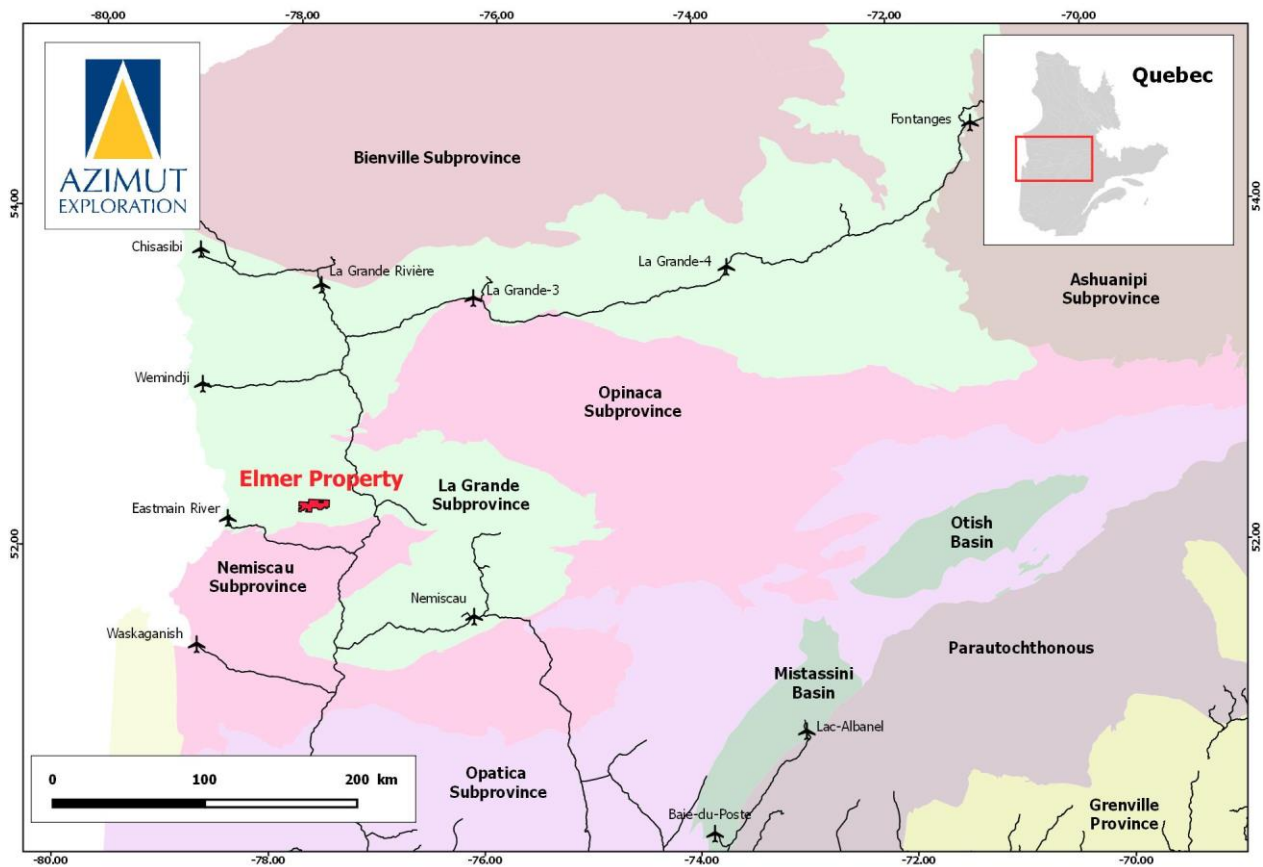 -80.00
-78.00
-76.00
-74.00
-72.00
-70.00
AZIMUT
EXPLORATION
Quebec
Fontanges
Bienville Subprovince
54.00
54.00
Chisasibi
La Grande Rivière
La Grande-4
La Grande-3
Ashuanipi
Subprovince
Wemindji
Opinaca
Subprovince
Elmer Property
La Grande
Subprovince
Eastmain River
Otish
Basin
52.00
52.00
Nemiscau
Subprovince
Nemiscau
Waskaganish
Parautochthonous
Mistassini
Basin
Lac-Albanel
0
100
200 km
Opatica
Subprovince
Baie-du-Poste
Grenville
Province
-80.00
-78.00
-76.00
-74.00
-72.00
-70.00